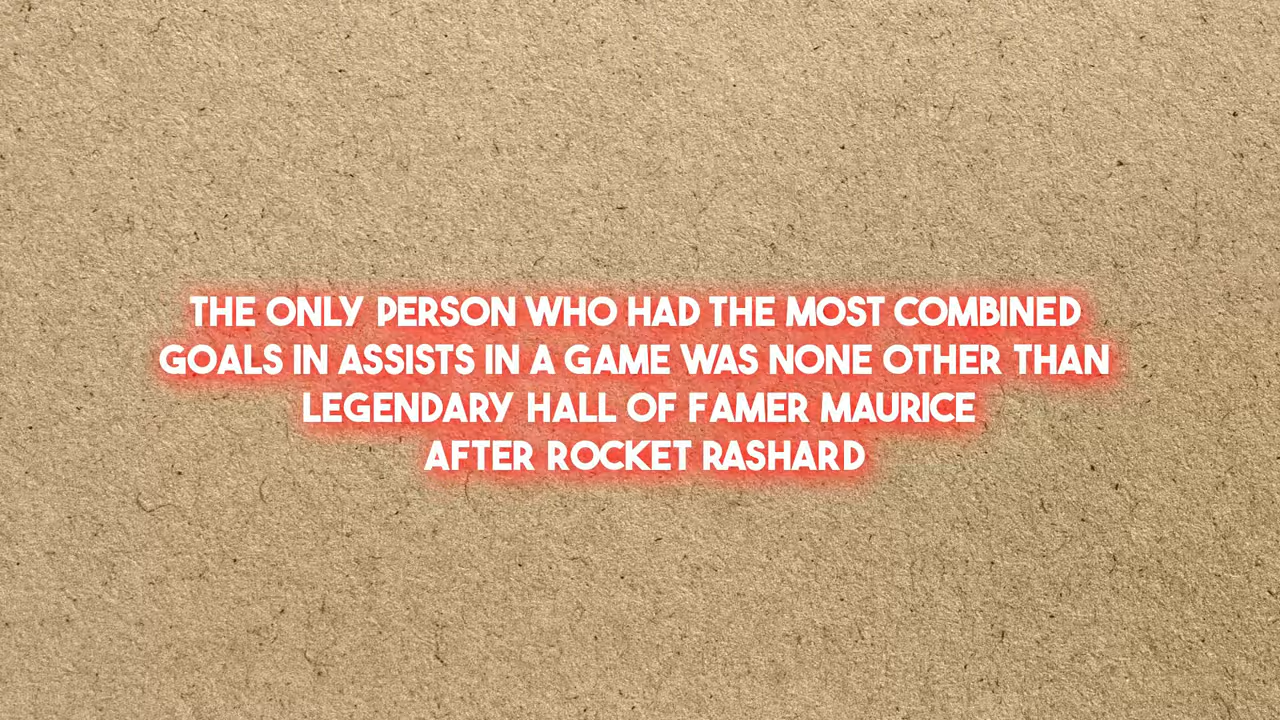 THE ONLY PERSON WHO HAD THE MOST COMBINED
GOALS IN ASSISTS IN A GAME WAS NONE OTHER THAN
LEGENDARY HALL OF FAMER MAURICE
AFTER ROCKET RASHARD